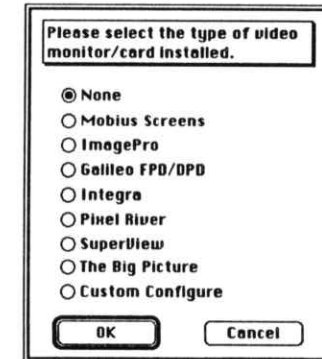 Please select the type of video
monitor/card installed.
None
Mobius Screens
ImagePro
Galileo FPD/DPD
Integra
Pixel River
SuperView
The Big Picture
Custom Configure
OK
Cancel